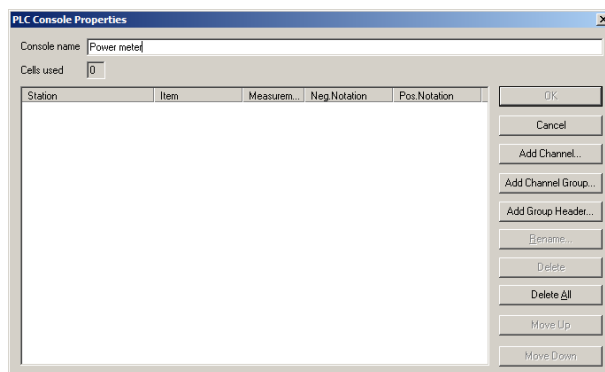 PLC Console Properties
Console name Power meter
Cells used 0
Station Item Measurem... Neg.Notation Pos.Notation
OK
Cancel
Add Channel...
Add Channel Group...
Add Group Header...
Rename...
Delete
Delete All
Move Up
Move Down